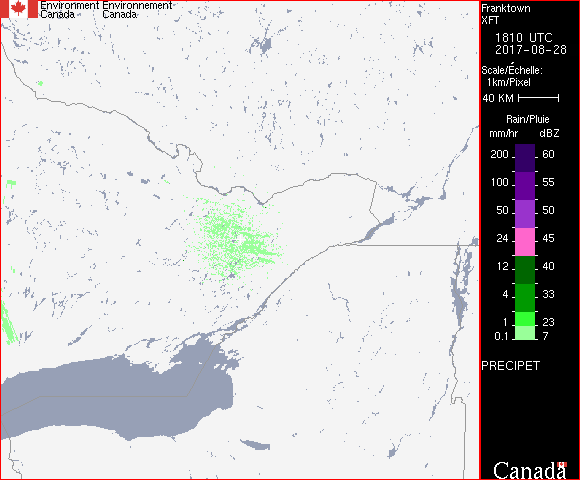 Environment Environnement
Canada Canada
Franktown
XFT
1810 UTC
2017-08-28
Scale/Échelle:
1km/Pixel
40 KM
Rain/Pluie
mm/hr dBZ
200 60
100 55
50 50
24 45
12 40
4 33
1 23
0.1 7
PRECIPET
Canada